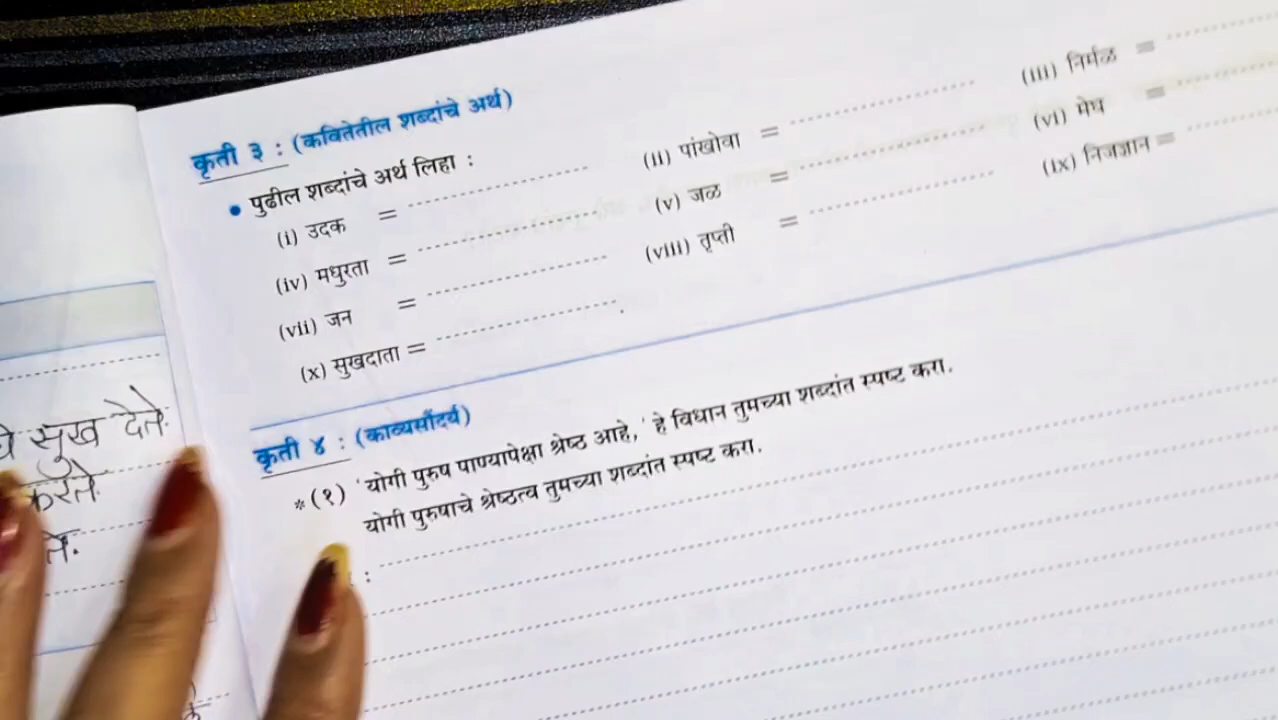 कृती ३ : (कवितेतील शब्दांचे अर्थ)
• पुढील शब्दांचे अर्थ लिहा :
(i) उदक = (ii) पांखोवा = (iii) निर्मळ =
(iv) मधुरता = (v) जळ = (vi) मेघ =
(vii) जन = (viii) तृप्ती = (ix) निजज्ञान =
(x) सुखदाता =
कृती ४ : (काव्यसौंदर्य)
* (१) 'योगी पुरुष पाण्यापेक्षा श्रेष्ठ आहे,' हे विधान तुमच्या शब्दांत स्पष्ट करा.
योगी पुरुषाचे श्रेष्ठत्व तुमच्या शब्दांत स्पष्ट करा.
:
सुख देते.
करते.